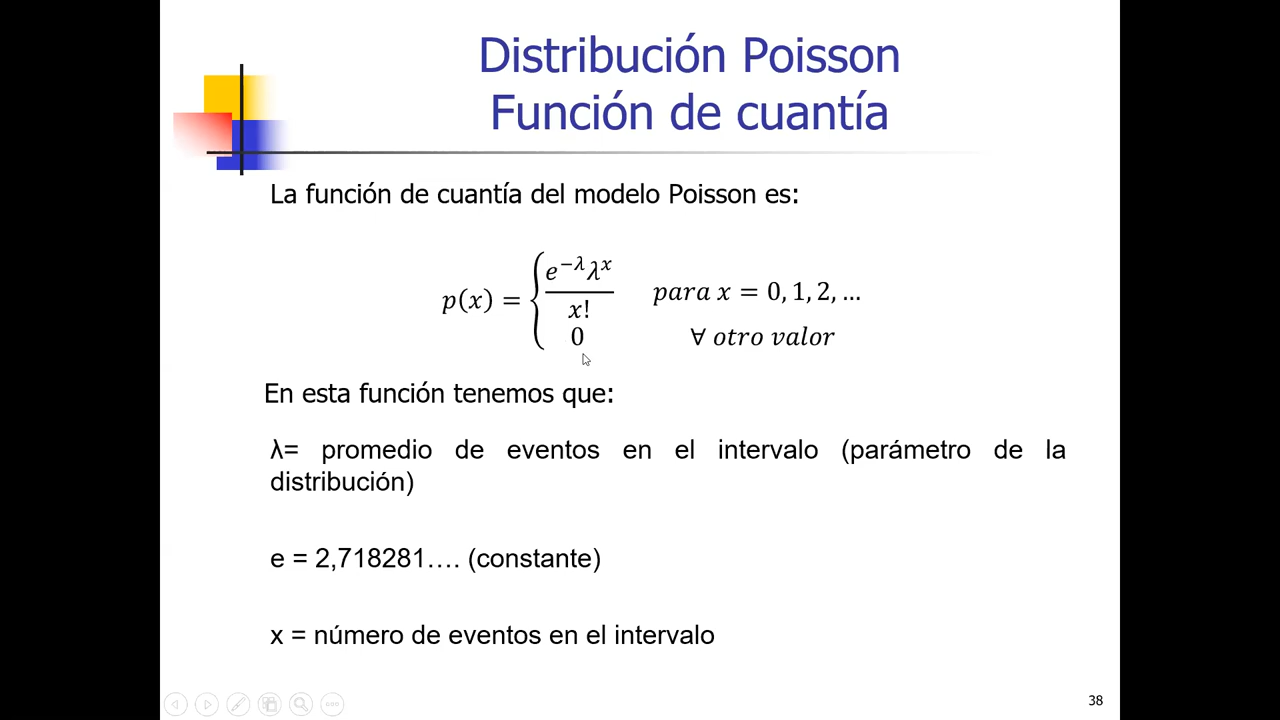 Distribución Poisson
Función de cuantía
La función de cuantía del modelo Poisson es:
p(x) = { e^{−λ}λ^x / x!    para x = 0, 1, 2, …
0    ∀ otro valor
En esta función tenemos que:
λ= promedio de eventos en el intervalo (parámetro de la
distribución)
e = 2,718281…. (constante)
x = número de eventos en el intervalo
38